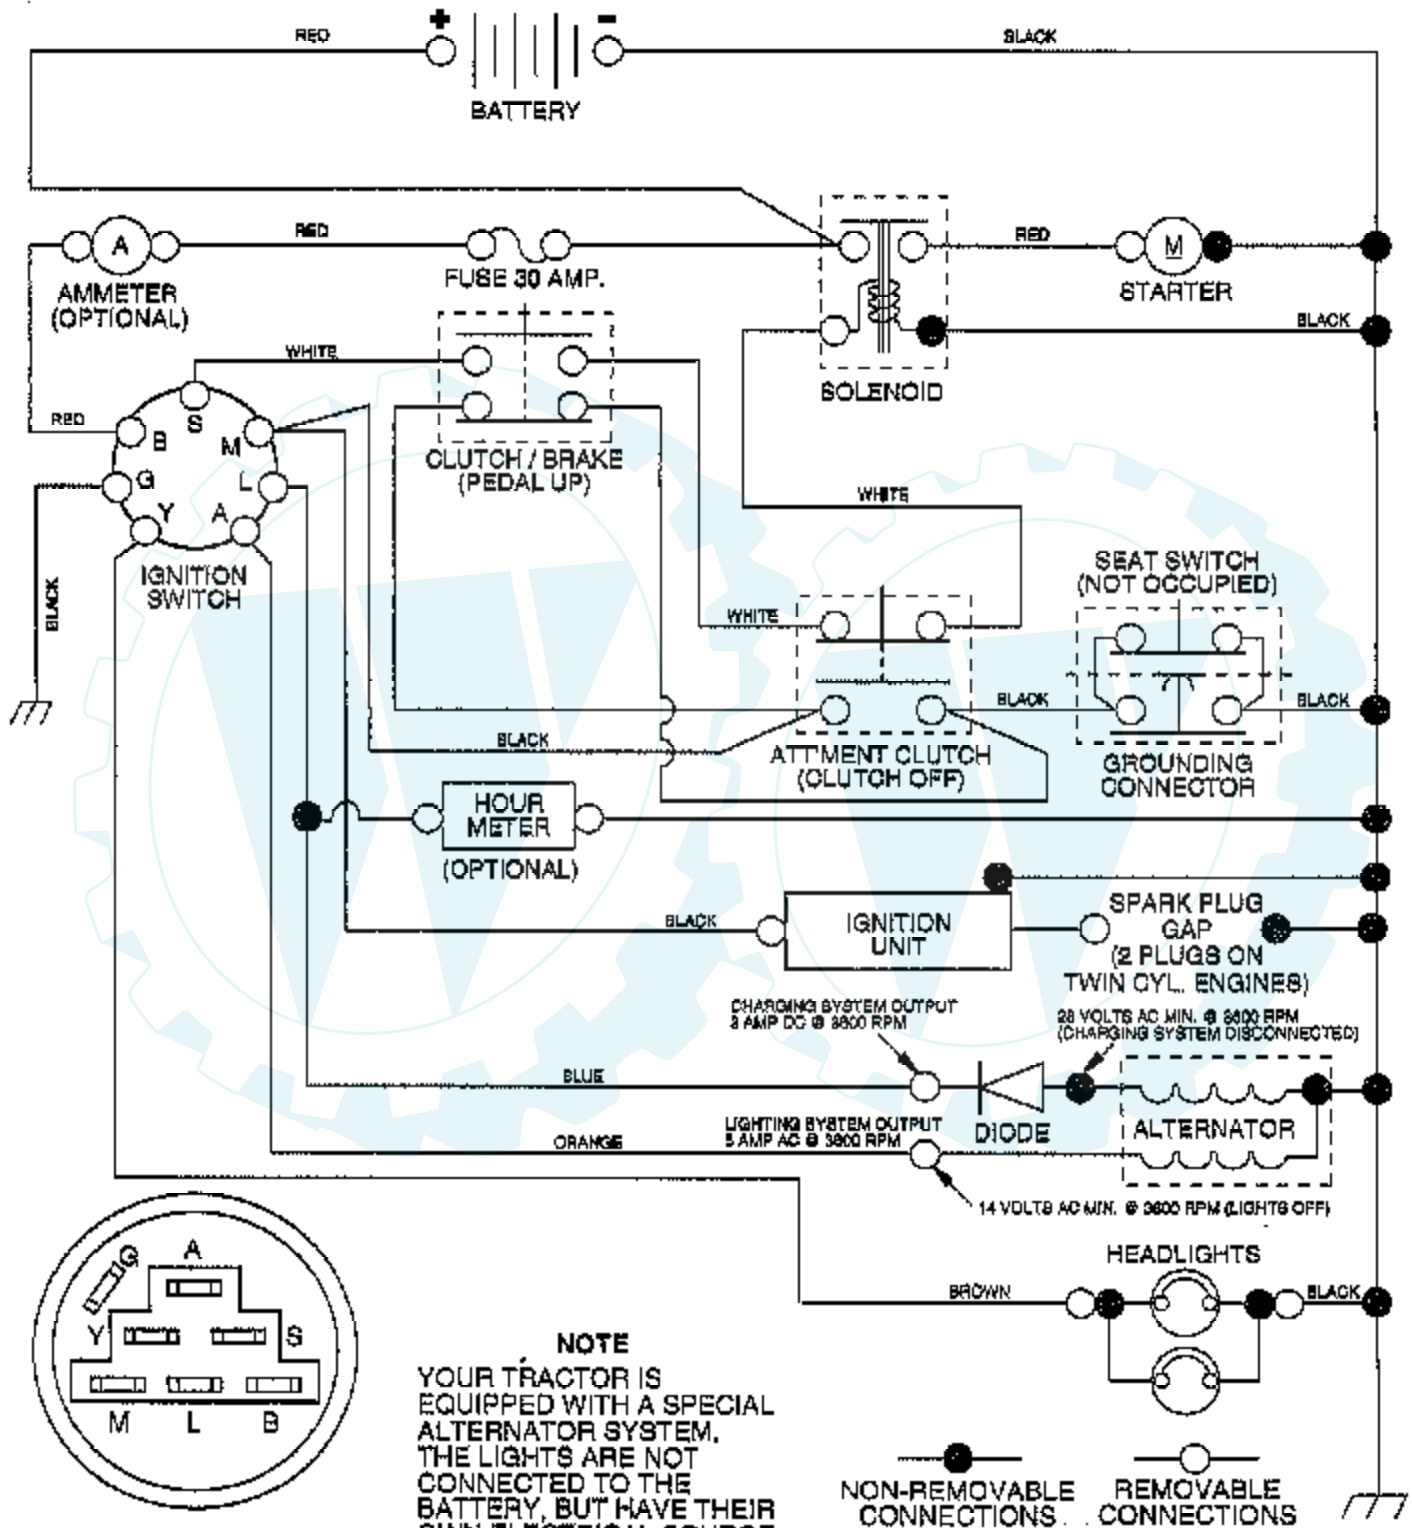 + -
RED
BLACK
BATTERY
A
RED
FUSE 30 AMP.
RED
M
STARTER
AMMETER
(OPTIONAL)
BLACK
SOLENOID
WHITE
RED
S
B
M
G
L
Y
A
IGNITION
SWITCH
BLACK
CLUTCH / BRAKE
(PEDAL UP)
WHITE
SEAT SWITCH
(NOT OCCUPIED)
WHITE
BLACK
BLACK
BLACK
ATT'MENT CLUTCH
(CLUTCH OFF)
GROUNDING
CONNECTOR
HOUR
METER
(OPTIONAL)
BLACK
IGNITION
UNIT
SPARK PLUG
GAP
(2 PLUGS ON
TWIN CYL. ENGINES)
CHARGING SYSTEM OUTPUT
3 AMP DC @ 3600 RPM
28 VOLTS AC MIN. @ 3600 RPM
(CHARGING SYSTEM DISCONNECTED)
BLUE
DIODE
ALTERNATOR
LIGHTING SYSTEM OUTPUT
5 AMP AC @ 3600 RPM
ORANGE
14 VOLTS AC MIN. @ 3600 RPM (LIGHTS OFF)
HEADLIGHTS
BROWN
BLACK
G
A
Y
S
M
L
B
NOTE
YOUR TRACTOR IS
EQUIPPED WITH A SPECIAL
ALTERNATOR SYSTEM.
THE LIGHTS ARE NOT
CONNECTED TO THE
BATTERY, BUT HAVE THEIR
NON-REMOVABLE
CONNECTIONS
REMOVABLE
CONNECTIONS